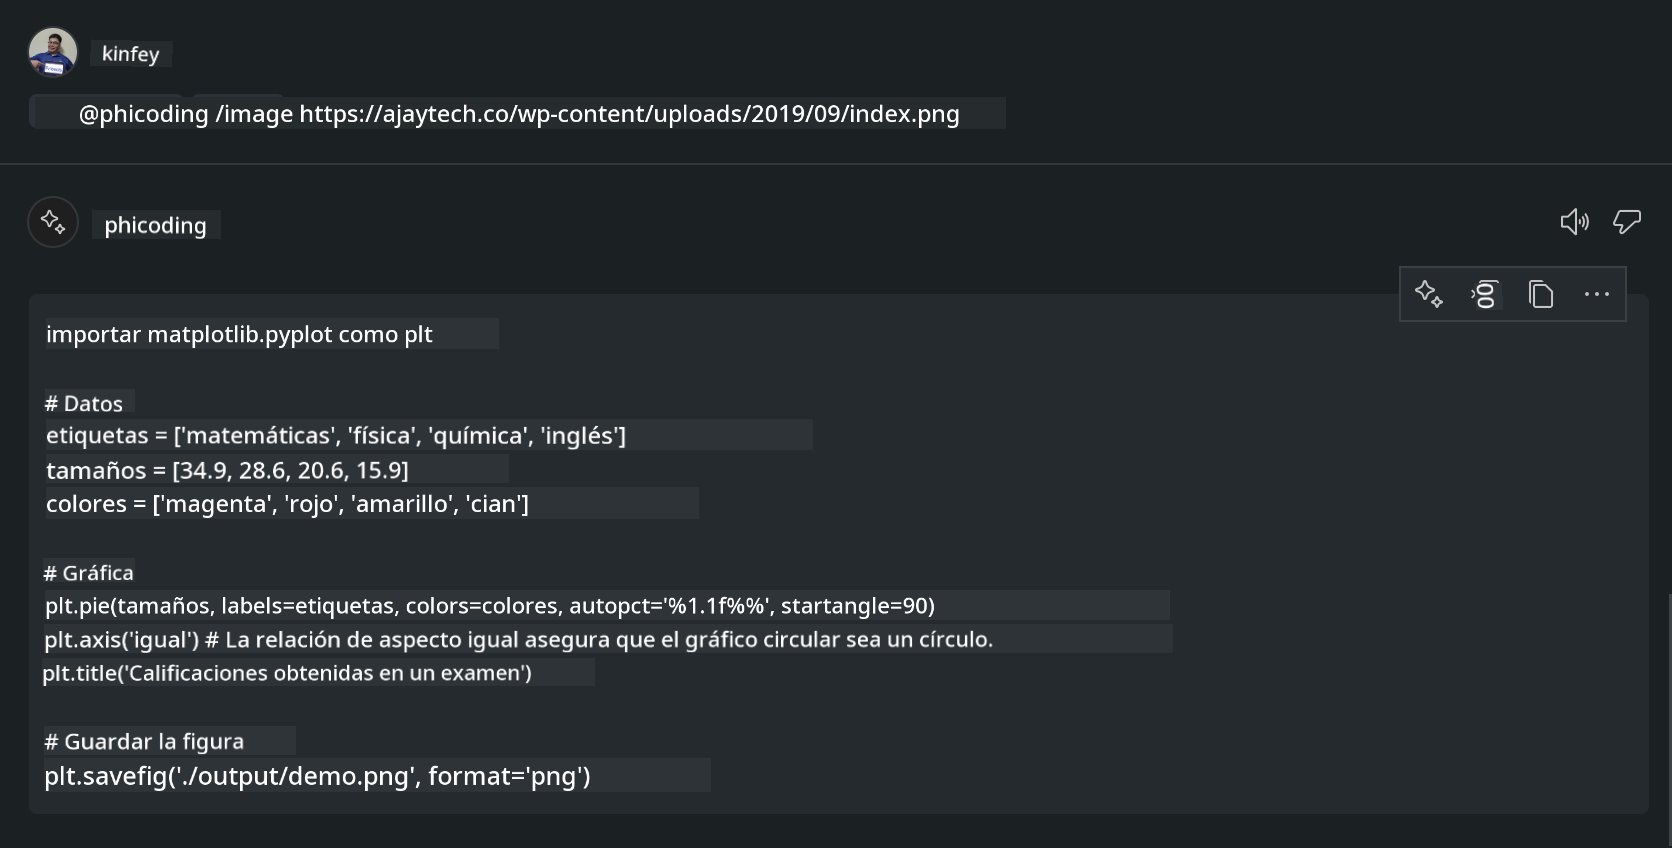 kinfey
@phicoding /image https://ajaytech.co/wp-content/uploads/2019/09/index.png
phicoding
importar matplotlib.pyplot como plt
# Datos
etiquetas = ['matemáticas', 'física', 'química', 'inglés']
tamaños = [34.9, 28.6, 20.6, 15.9]
colores = ['magenta', 'rojo', 'amarillo', 'cian']
# Gráfica
plt.pie(tamaños, labels=etiquetas, colors=colores, autopct='%1.1f%%', startangle=90)
plt.axis('igual') # La relación de aspecto igual asegura que el gráfico circular sea un círculo.
plt.title('Calificaciones obtenidas en un examen')
# Guardar la figura
plt.savefig('./output/demo.png', format='png')